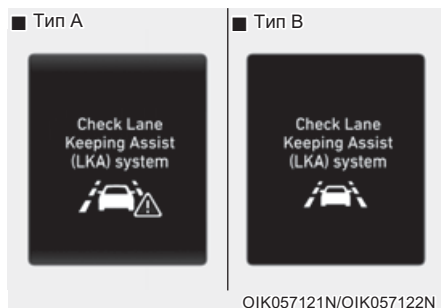 ■ Тип A
Check Lane
Keeping Assist
(LKA) system
■ Тип B
Check Lane
Keeping Assist
(LKA) system
OIK057121N/OIK057122N